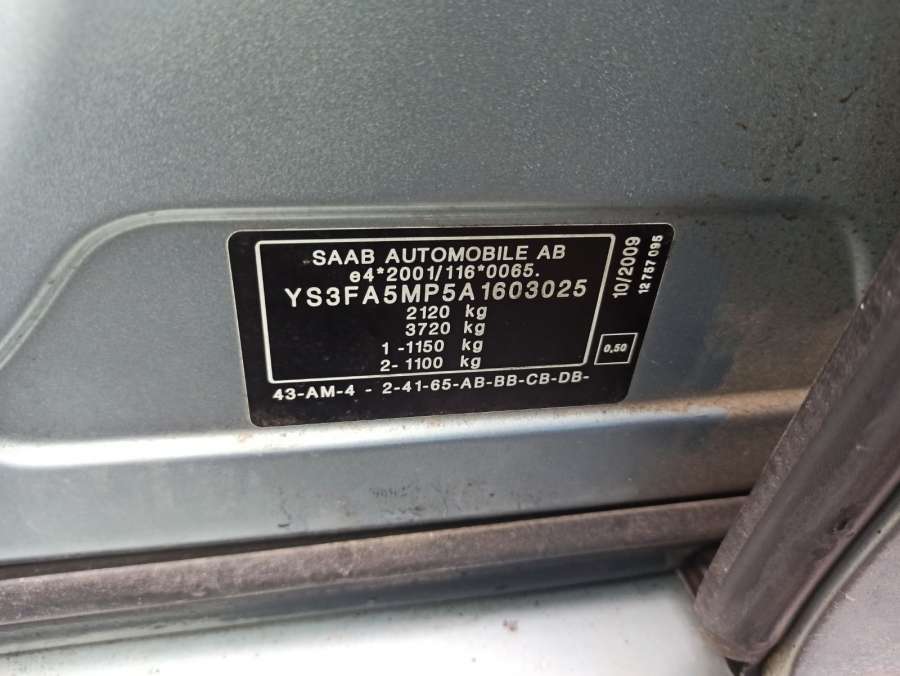 SAAB AUTOMOBILE AB
e4*2001/116*0065.
YS3FA5MP5A1603025
2120 kg
3720 kg
1 -1150 kg
2- 1100 kg
0,50
43-AM-4 - 2-41-65-AB-BB-CB-DB-
10/2009
12 757 095